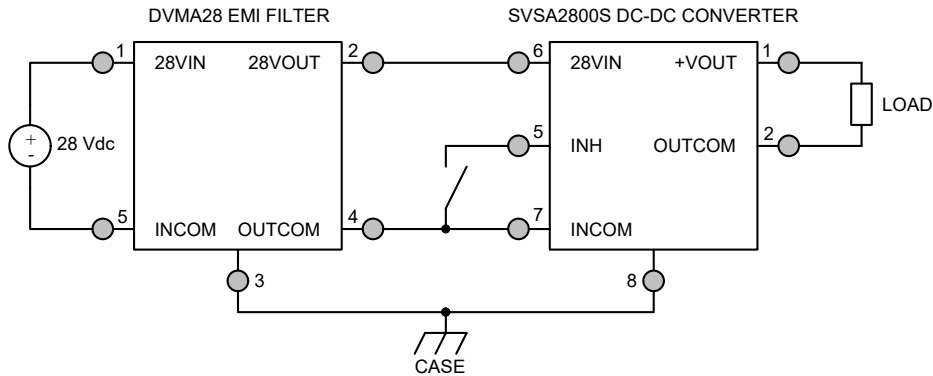 DVMA28 EMI FILTER
SVSA2800S DC-DC CONVERTER
1
2
6
1
28VIN
28VOUT
28VIN
+VOUT
LOAD
+
-
28 Vdc
5
2
INH
OUTCOM
5
4
7
INCOM
OUTCOM
INCOM
3
8
CASE